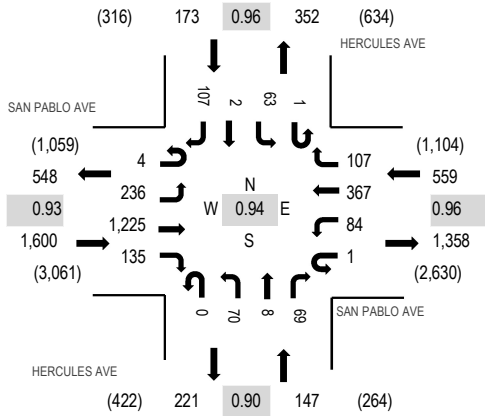 (316) 173 0.96 352 (634)
HERCULES AVE
107 2 63 1
SAN PABLO AVE
(1,059) (1,104)
4 107
548 559
236 N 367
0.93 W 0.94 E 0.96
1,225 84
1,600 S 1,358
135 1
(3,061) (2,630)
0 70 8 69
SAN PABLO AVE
HERCULES AVE
(422) 221 0.90 147 (264)